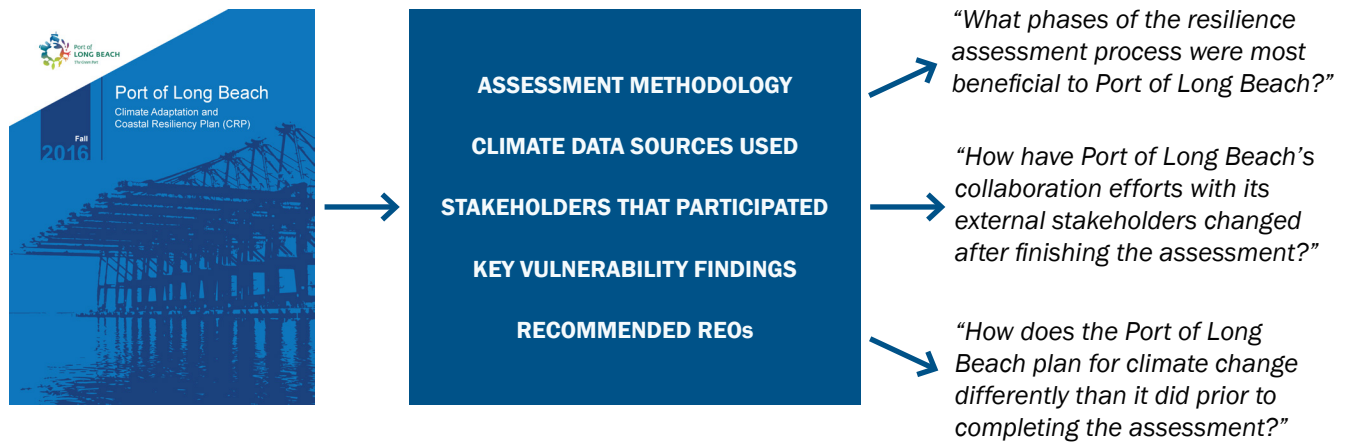 Port of
LONG BEACH
The Green Port
Port of Long Beach
Climate Adaptation and
Coastal Resiliency Plan (CRP)
Fall
2016
ASSESSMENT METHODOLOGY
CLIMATE DATA SOURCES USED
STAKEHOLDERS THAT PARTICIPATED
KEY VULNERABILITY FINDINGS
RECOMMENDED REOs
“What phases of the resilience
assessment process were most
beneficial to Port of Long Beach?”
“How have Port of Long Beach’s
collaboration efforts with its
external stakeholders changed
after finishing the assessment?”
“How does the Port of Long
Beach plan for climate change
differently than it did prior to
completing the assessment?”